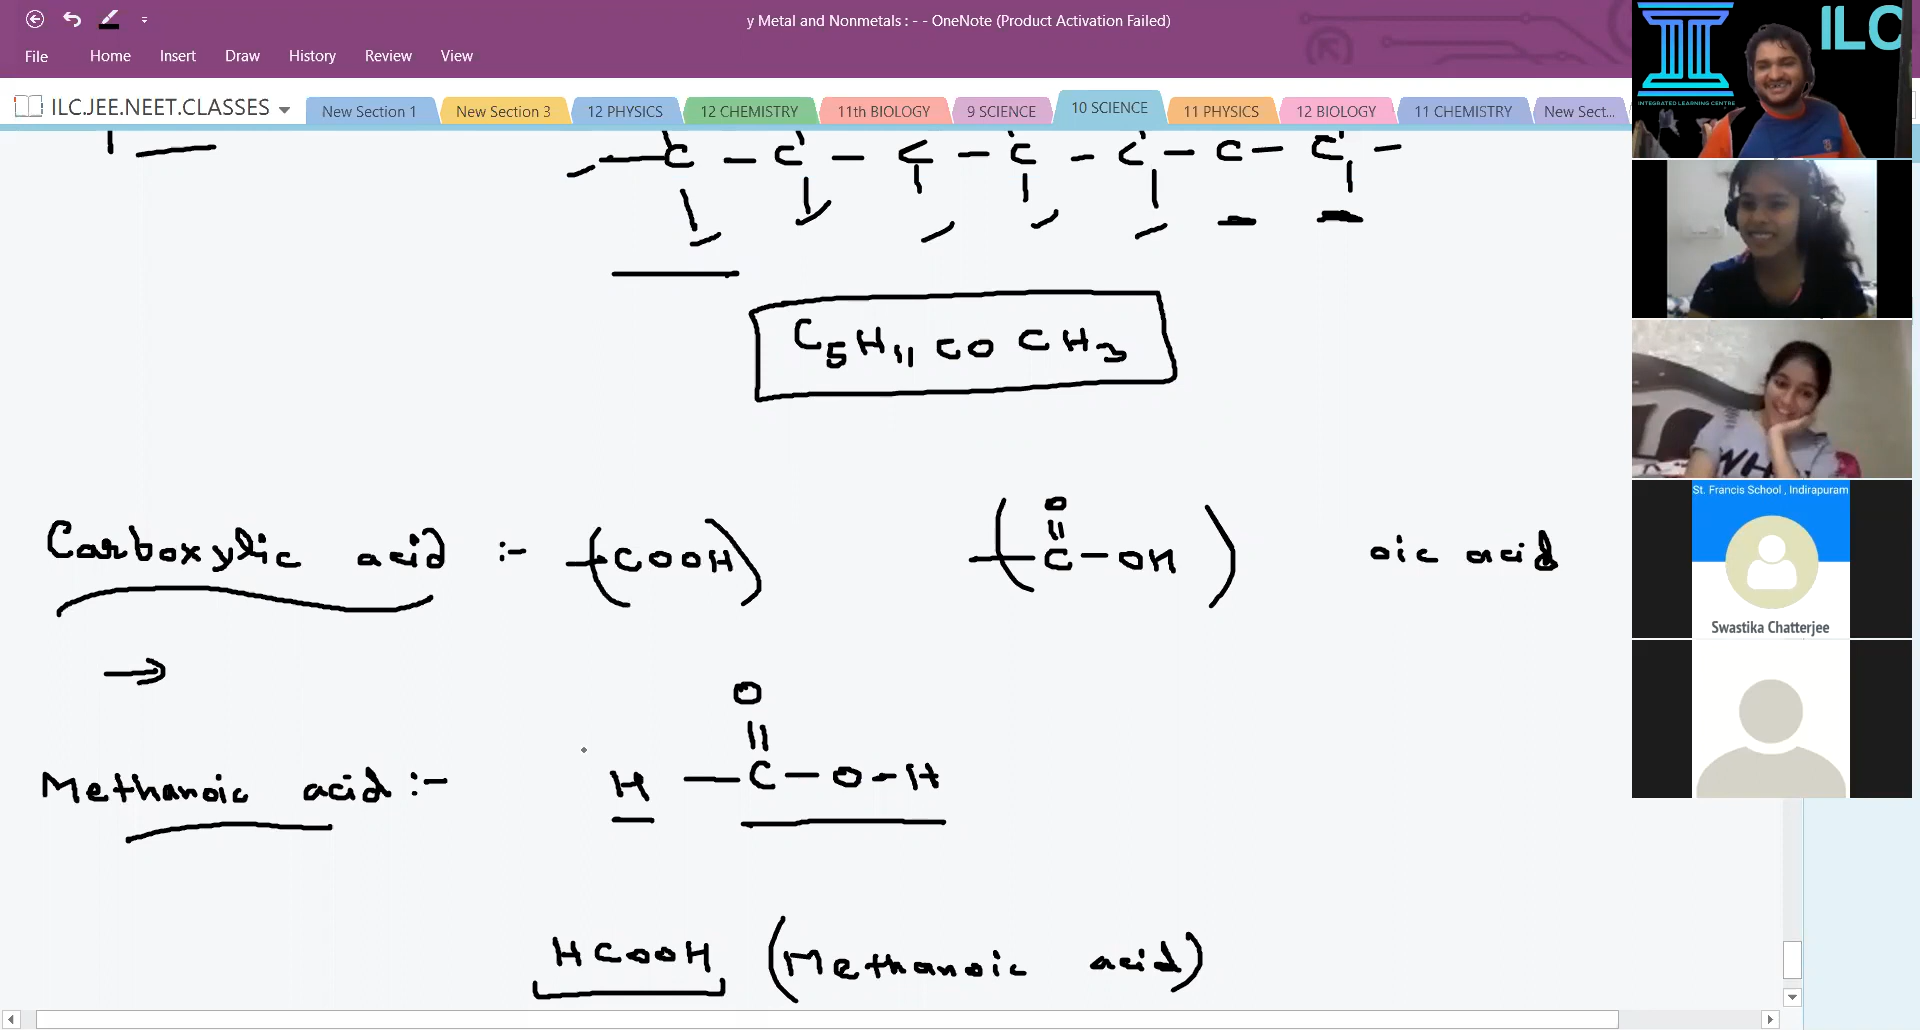 y Metal and Nonmetals : - - OneNote (Product Activation Failed)
File Home Insert Draw History Review View
ILC.JEE.NEET.CLASSES New Section 1 New Section 3 12 PHYSICS 12 CHEMISTRY 11th BIOLOGY 9 SCIENCE 10 SCIENCE 11 PHYSICS 12 BIOLOGY 11 CHEMISTRY New Sect...
ILC
INTEGRATED LEARNING CENTRE
C - C - C - C - C - C - C -
C5H11 CO CH3
Carboxylic acid :- -(COOH)
O
||
(-C-OH) oic acid
→
O
||
Methanoic acid :- H - C - O - H
HCOOH (Methanoic acid)
WH
St. Francis School , Indirapuram
Swastika Chatterjee